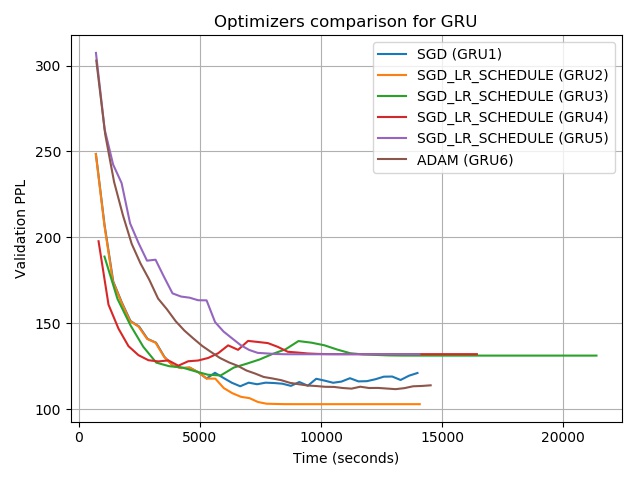 Optimizers comparison for GRU
SGD (GRU1)
SGD_LR_SCHEDULE (GRU2)
SGD_LR_SCHEDULE (GRU3)
SGD_LR_SCHEDULE (GRU4)
SGD_LR_SCHEDULE (GRU5)
ADAM (GRU6)
Validation PPL
300
250
200
150
100
0 5000 10000 15000 20000
Time (seconds)